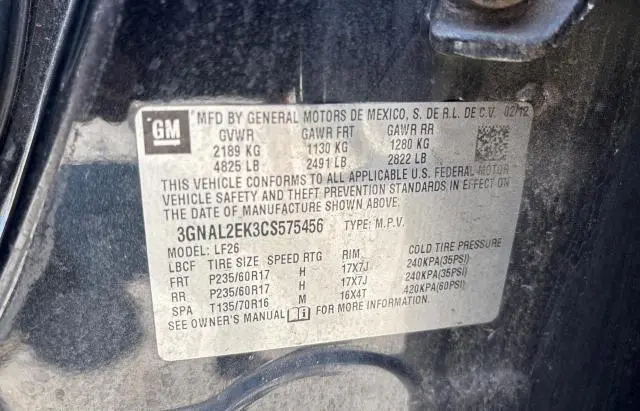 GM
MFD BY GENERAL MOTORS DE MEXICO, S. DE R.L. DE C.V. 02/12
GVWR GAWR FRT GAWR RR
2189 KG 1130 KG 1280 KG
4825 LB 2491 LB 2822 LB
THIS VEHICLE CONFORMS TO ALL APPLICABLE U.S. FEDERAL MOTOR
VEHICLE SAFETY AND THEFT PREVENTION STANDARDS IN EFFECT ON
THE DATE OF MANUFACTURE SHOWN ABOVE.
3GNAL2EK3CS575456 TYPE: M.P.V.
MODEL: LF26
LBCF TIRE SIZE SPEED RTG RIM COLD TIRE PRESSURE
FRT P235/60R17 H 17X7J 240KPA(35PSI)
RR P235/60R17 H 17X7J 240KPA(35PSI)
SPA T135/70R16 M 16X4T 420KPA(60PSI)
SEE OWNER'S MANUAL i FOR MORE INFORMATION.